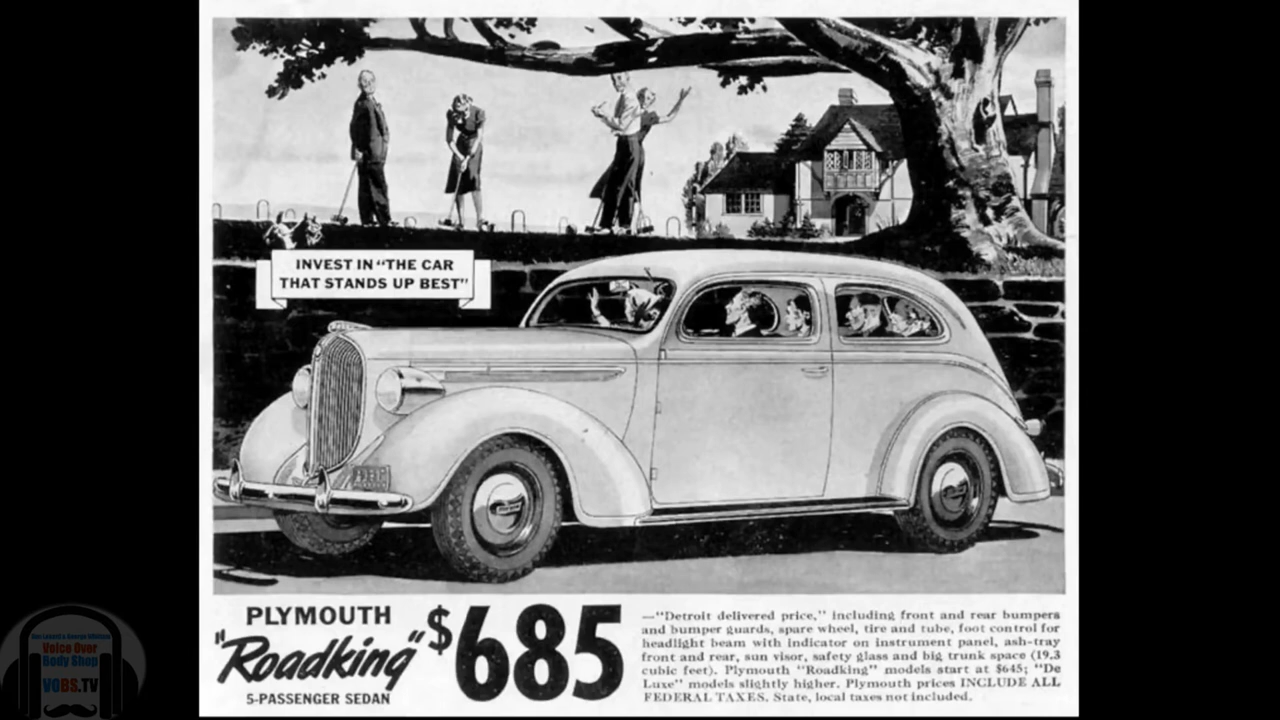 INVEST IN "THE CAR
THAT STANDS UP BEST"
PLYMOUTH
"Roadking"
5-PASSENGER SEDAN
$685
—"Detroit delivered price," including front and rear bumpers
and bumper guards, spare wheel, tire and tube, foot control for
headlight beam with indicator on instrument panel, ash-tray
front and rear, sun visor, safety glass and big trunk space (19.3
cubic feet). Plymouth "Roadking" models start at $645; "De
Luxe" models slightly higher. Plymouth prices INCLUDE ALL
FEDERAL TAXES. State, local taxes not included.
Voice Over
Body Shop
VOBS.TV